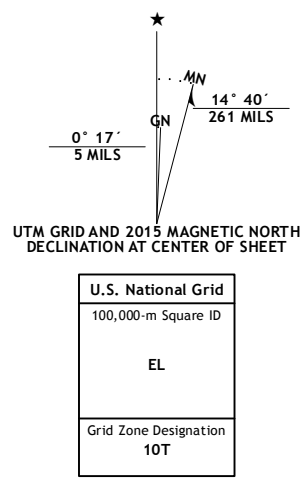 MN
GN
14° 40´
261 MILS
0° 17´
5 MILS
UTM GRID AND 2015 MAGNETIC NORTH
DECLINATION AT CENTER OF SHEET
U.S. National Grid
100,000-m Square ID
EL
Grid Zone Designation
10T